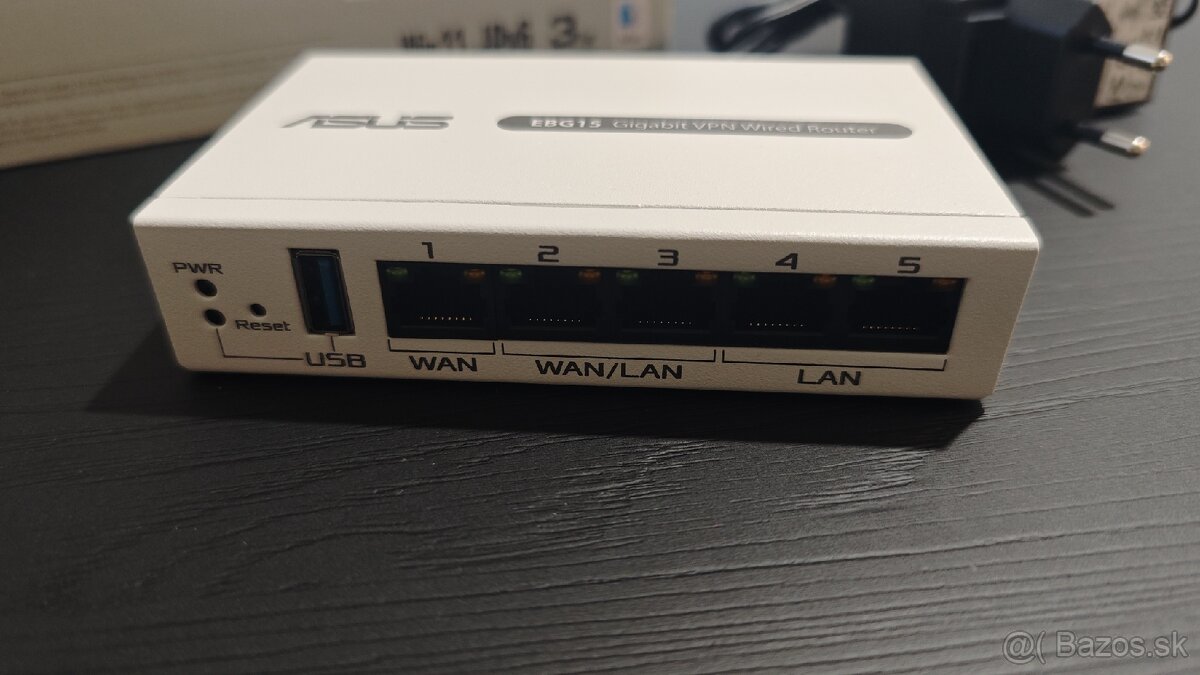 ASUS
EBG15 Gigabit VPN Wired Router
1 2 3 4 5
PWR
Reset
USB
WAN
WAN/LAN
LAN
@( Bazos.sk